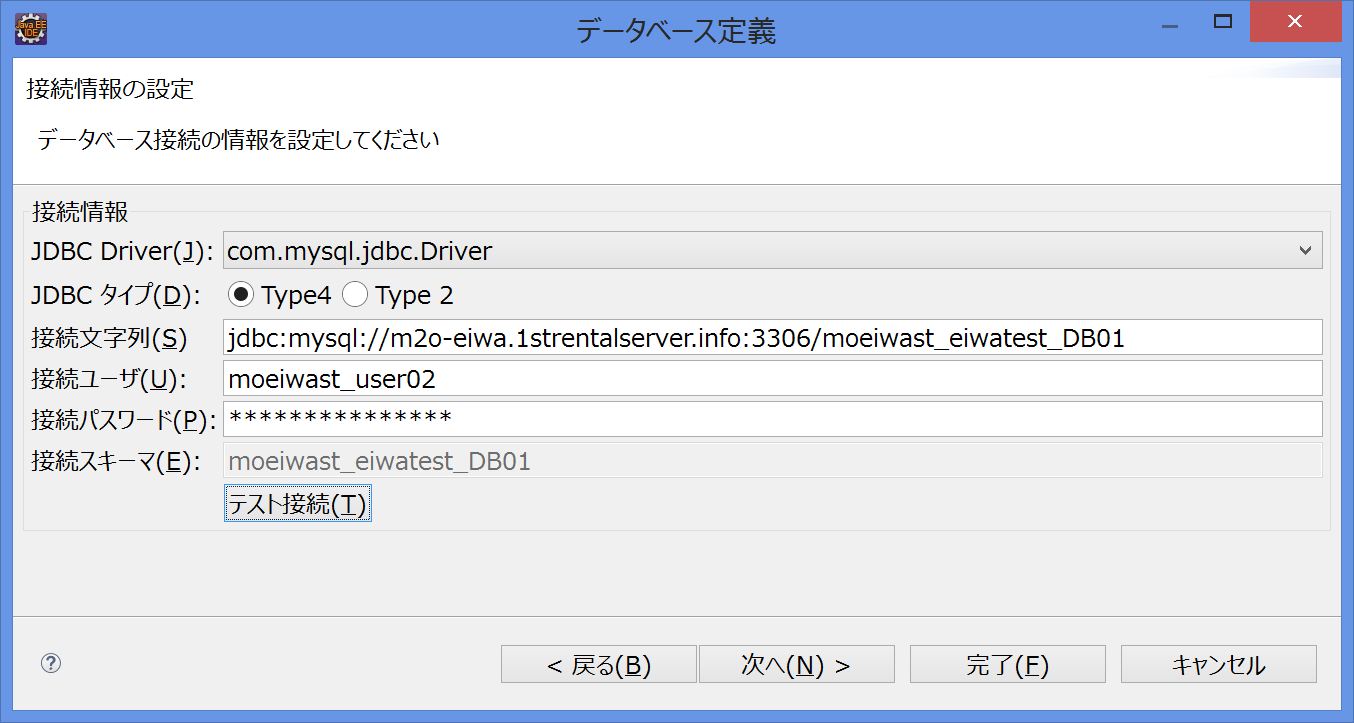 Java EE
IDE
データベース定義
接続情報の設定
データベース接続の情報を設定してください
接続情報
JDBC Driver(J): com.mysql.jdbc.Driver
JDBC タイプ(D): Type4 Type 2
接続文字列(S) jdbc:mysql://m2o-eiwa.1strentalserver.info:3306/moeiwast_eiwatest_DB01
接続ユーザ(U): moeiwast_user02
接続パスワード(P): ***************
接続スキーマ(E): moeiwast_eiwatest_DB01
テスト接続(T)
? < 戻る(B) 次へ(N) > 完了(F) キャンセル